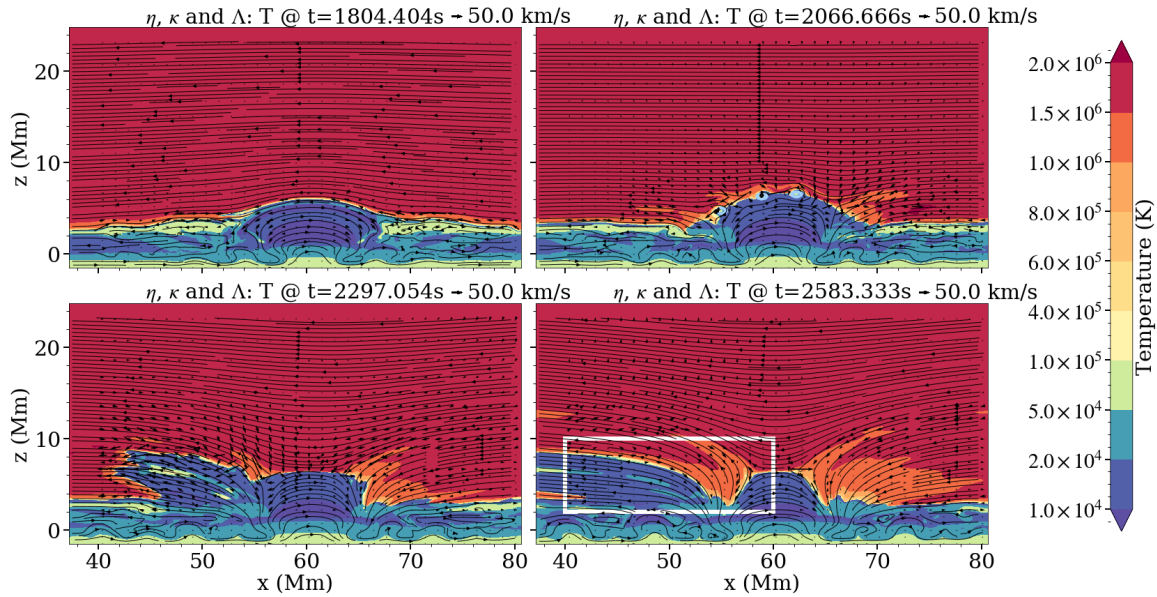 η, κ and Λ: T @ t=1804.404s → 50.0 km/s
η, κ and Λ: T @ t=2066.666s → 50.0 km/s
z (Mm)
20
10
0
η, κ and Λ: T @ t=2297.054s → 50.0 km/s
η, κ and Λ: T @ t=2583.333s → 50.0 km/s
z (Mm)
20
10
0
40 50 60 70 80
40 50 60 70 80
x (Mm)
x (Mm)
2.0×10⁶
1.5×10⁶
1.0×10⁶
8.0×10⁵
6.0×10⁵
4.0×10⁵
1.0×10⁵
5.0×10⁴
2.0×10⁴
1.0×10⁴
Temperature (K)